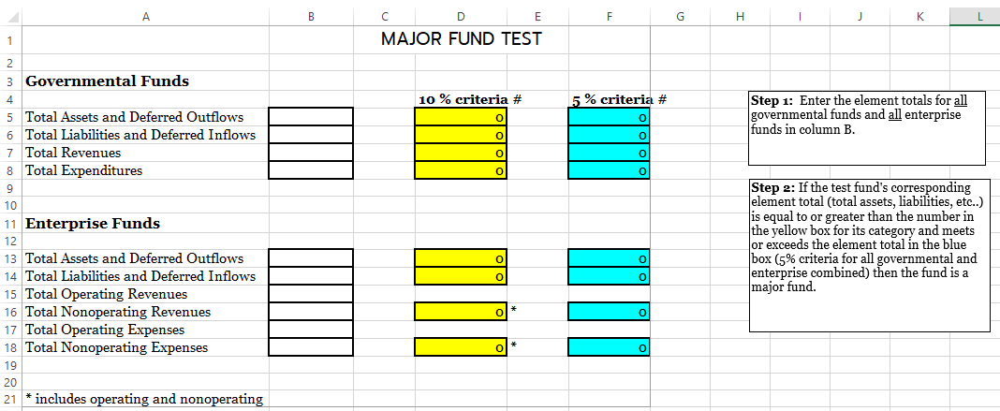 A B C D E F G H I J K L
1 MAJOR FUND TEST
2
3 Governmental Funds
4 10 % criteria # 5 % criteria #
5 Total Assets and Deferred Outflows 0 0
6 Total Liabilities and Deferred Inflows 0 0
7 Total Revenues 0 0
8 Total Expenditures 0 0
9
10
11 Enterprise Funds
12
13 Total Assets and Deferred Outflows 0 0
14 Total Liabilities and Deferred Inflows 0 0
15 Total Operating Revenues
16 Total Nonoperating Revenues 0 * 0
17 Total Operating Expenses
18 Total Nonoperating Expenses 0 * 0
19
20
21 * includes operating and nonoperating
Step 1: Enter the element totals for all
governmental funds and all enterprise
funds in column B.
Step 2: If the test fund's corresponding
element total (total assets, liabilities, etc..)
is equal to or greater than the number in
the yellow box for its category and meets
or exceeds the element total in the blue
box (5% criteria for all governmental and
enterprise combined) then the fund is a
major fund.